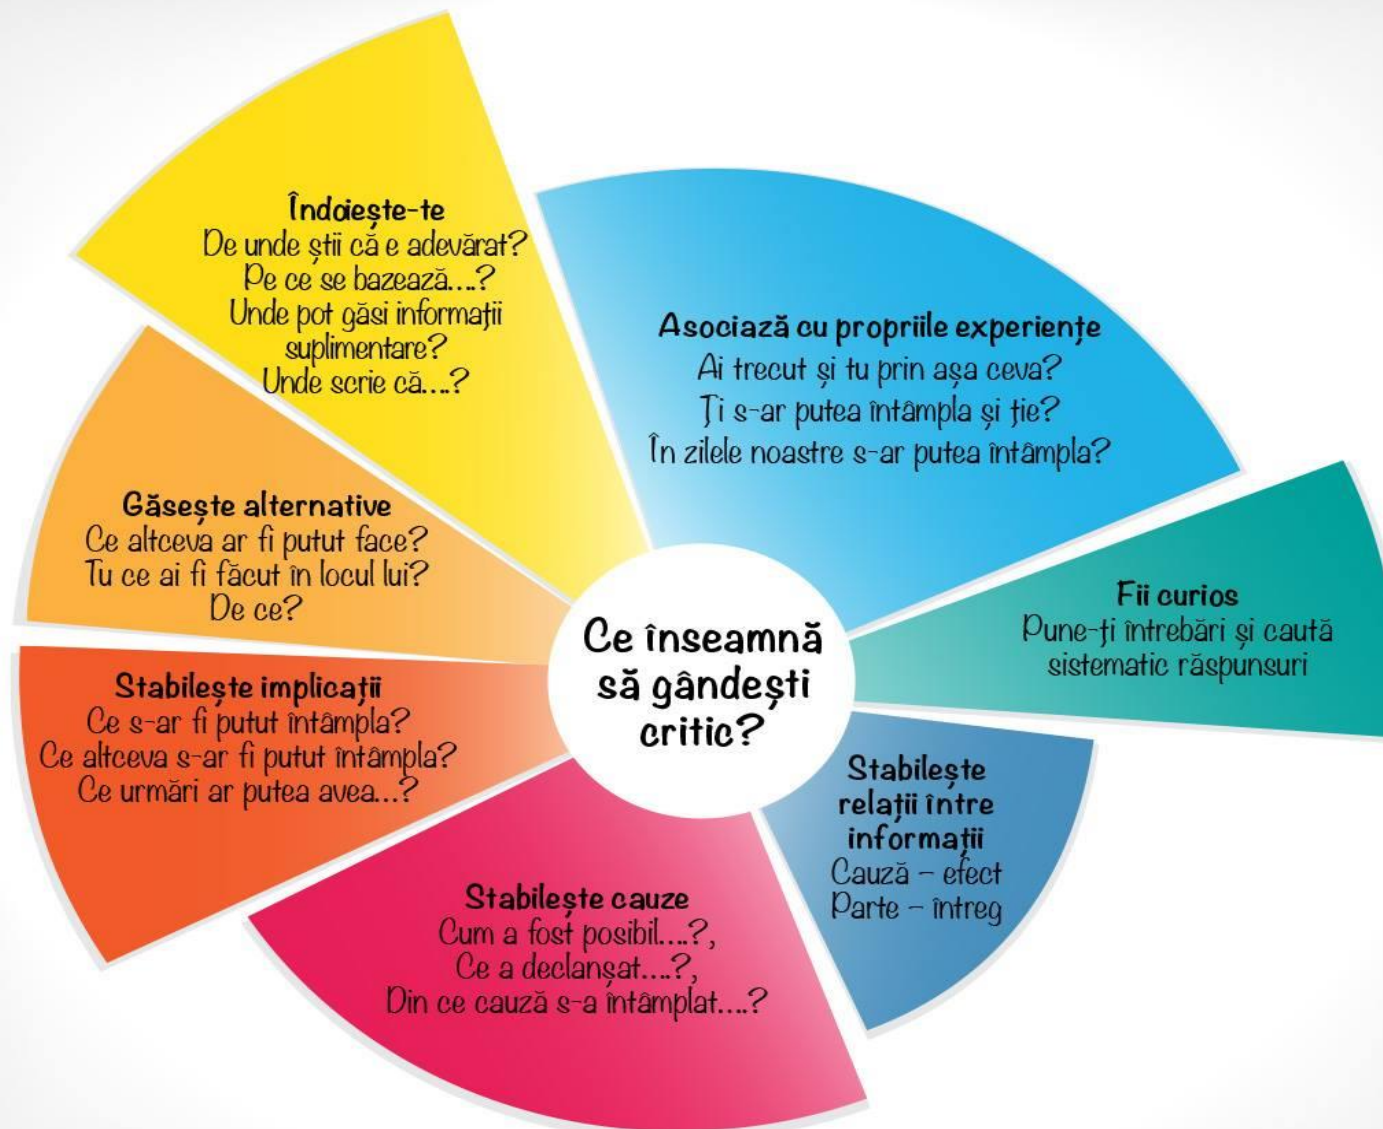 Îndoiește-te
De unde știi că e adevărat?
Pe ce se bazează....?
Unde pot găsi informații
suplimentare?
Unde scrie că....?
Asociază cu propriile experiențe
Ai trecut și tu prin așa ceva?
Ți s-ar putea întâmpla și ție?
În zilele noastre s-ar putea întâmpla?
Fii curios
Pune-ți întrebări și caută
sistematic răspunsuri
Stabilește
relații între
informații
Cauză – efect
Parte – întreg
Stabilește cauze
Cum a fost posibil....?,
Ce a declanșat....?,
Din ce cauză s-a întâmplat....?
Stabilește implicații
Ce s-ar fi putut întâmpla?
Ce altceva s-ar fi putut întâmpla?
Ce urmări ar putea avea...?
Găsește alternative
Ce altceva ar fi putut face?
Tu ce ai fi făcut în locul lui?
De ce?
Ce înseamnă
să gândești
critic?